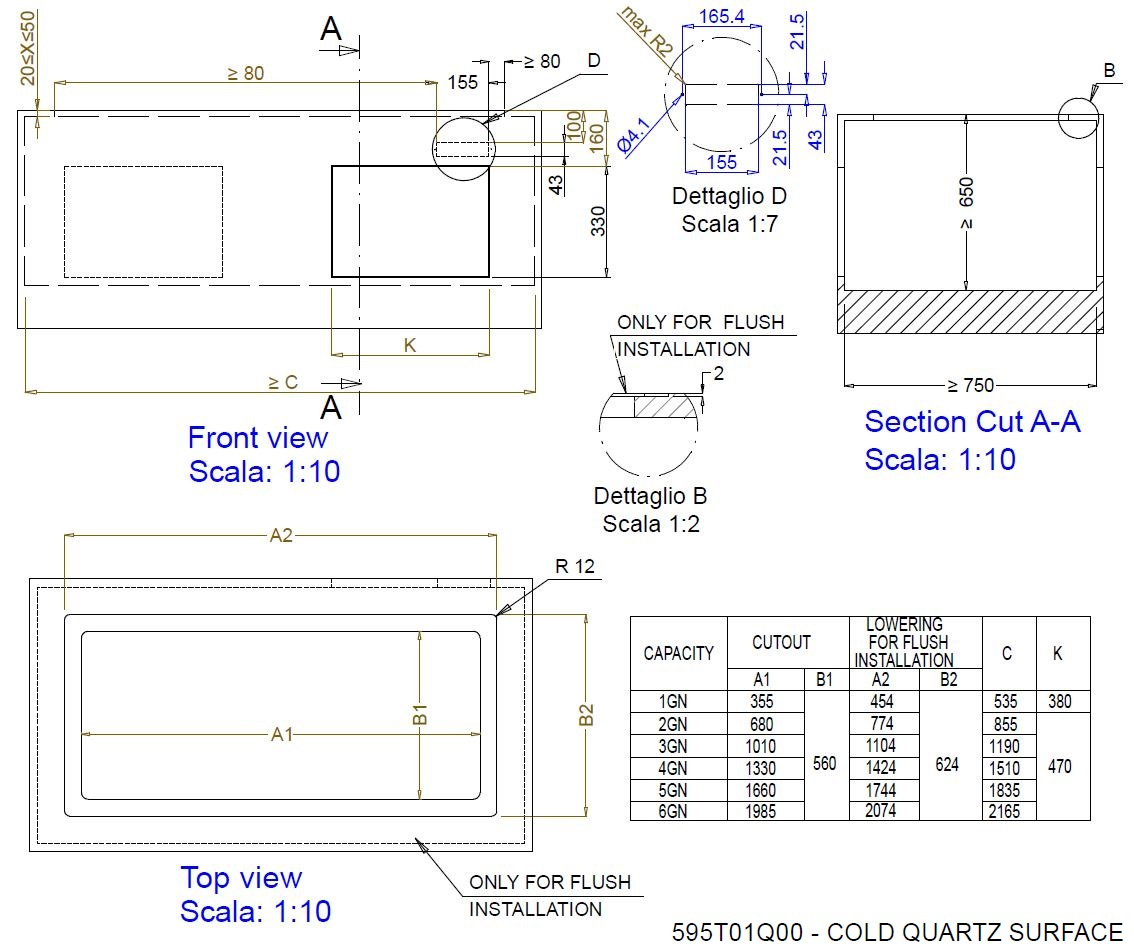 20≤X≤50
A
≥ 80
155
≥ 80
D
100
160
43
330
K
≥ C
A
Front view
Scala: 1:10
max R2
165.4
21.5
Ø4.1
155
21.5
43
Dettaglio D
Scala 1:7
B
≥ 650
≥ 750
Section Cut A-A
Scala: 1:10
ONLY FOR FLUSH
INSTALLATION
2
Dettaglio B
Scala 1:2
A2
R 12
B1
B2
A1
ONLY FOR FLUSH
INSTALLATION
Top view
Scala: 1:10
CAPACITY CUTOUT LOWERING FOR FLUSH INSTALLATION C K
A1 B1 A2 B2
1GN 355 454 535 380
2GN 680 774 855
3GN 1010 1104 1190
4GN 1330 560 1424 624 1510 470
5GN 1660 1744 1835
6GN 1985 2074 2165
595T01Q00 - COLD QUARTZ SURFACE